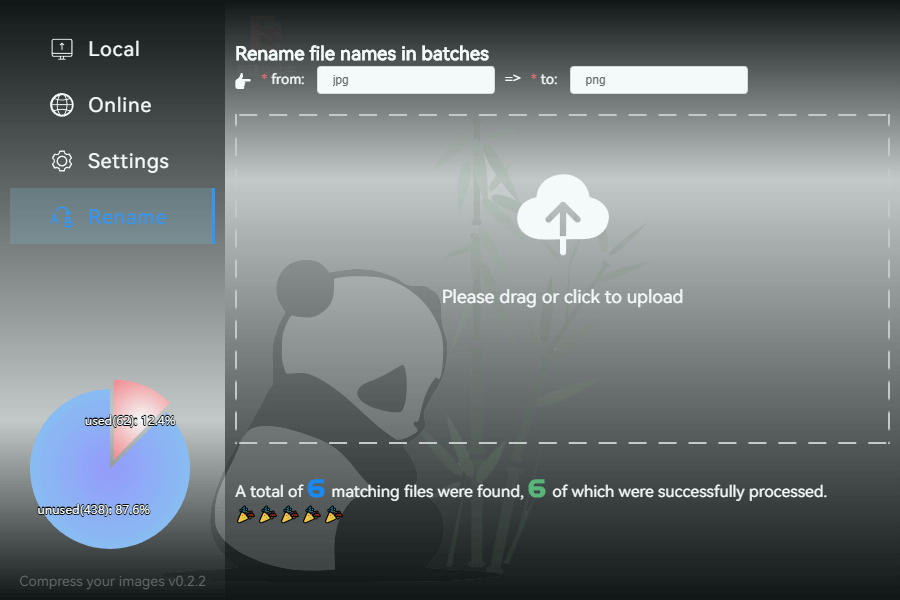 Local
Online
Settings
Rename
used(62): 12.4%
unused(438): 87.6%
Compress your images v0.2.2
Rename file names in batches
* from: jpg => * to: png
Please drag or click to upload
A total of 6 matching files were found, 6 of which were successfully processed.